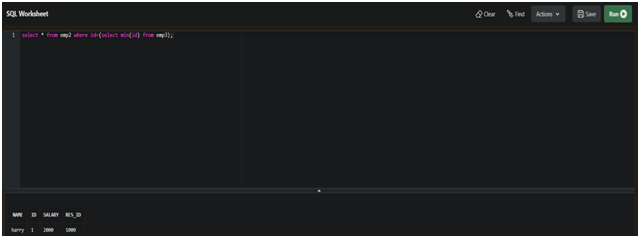 SQL Worksheet
Clear Find Actions Save Run
1 select * from emp2 where id=(select min(id) from emp3);
NAME ID SALARY RES_ID
harry 1 2000 1000